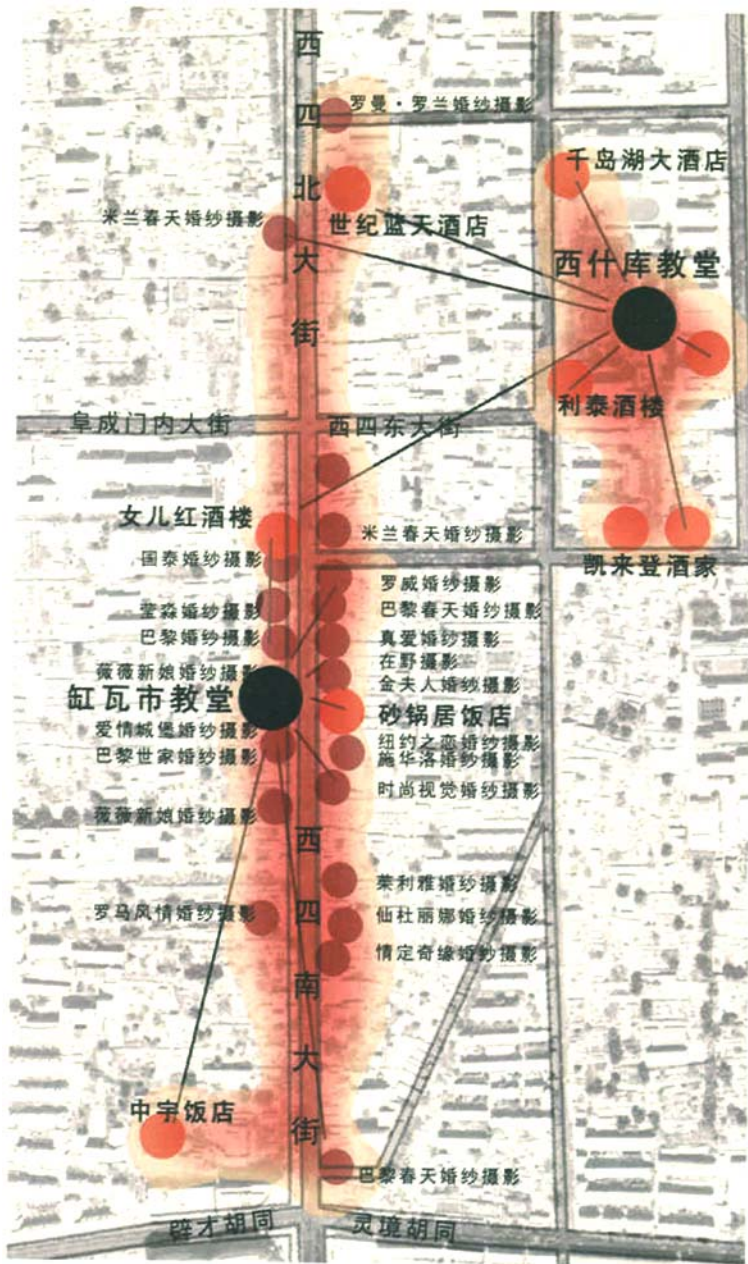 西四北大街
罗曼·罗兰婚纱摄影
千岛湖大酒店
米兰春天婚纱摄影
世纪蓝天酒店
西什库教堂
利泰酒楼
阜成门内大街
西四东大街
女儿红酒楼
米兰春天婚纱摄影
国泰婚纱摄影
凯来登酒家
罗威婚纱摄影
莹淼婚纱摄影
巴黎春天婚纱摄影
巴黎婚纱摄影
真爱婚纱摄影
在野摄影
薇薇新娘婚纱摄影
金夫人婚纱摄影
缸瓦市教堂
砂锅居饭店
爱情城堡婚纱摄影
纽约之恋婚纱摄影
巴黎世家婚纱摄影
施华洛婚纱摄影
时尚视觉婚纱摄影
薇薇新娘婚纱摄影
西四南大街
莱利雅婚纱摄影
罗马风情婚纱摄影
仙杜丽娜婚纱摄影
情定奇缘婚纱摄影
中宇饭店
巴黎春天婚纱摄影
辟才胡同
灵境胡同